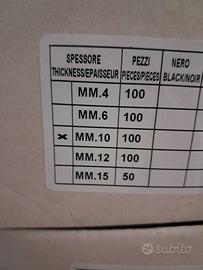 SPESSORE PEZZI NERO
THICKNESS/EPAISSEUR PIECES/PIECES BLACK/NOIR
MM.4 100
MM.6 100
x MM.10 100
MM.12 100
MM.15 50
subito